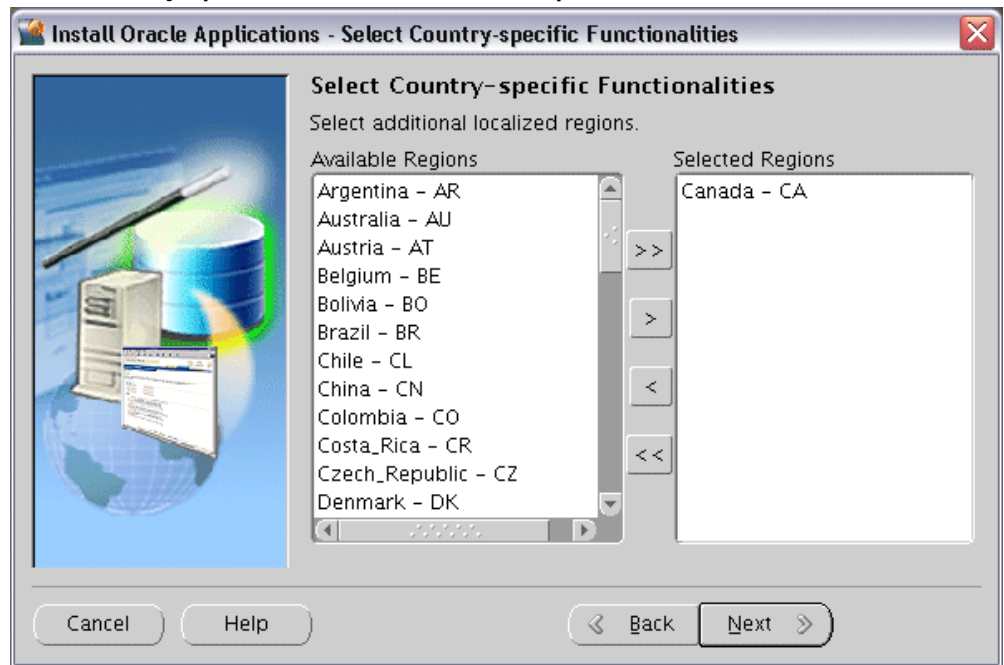 Install Oracle Applications - Select Country-specific Functionalities
Select Country-specific Functionalities
Select additional localized regions.
Available Regions
Argentina - AR
Australia - AU
Austria - AT
Belgium - BE
Bolivia - BO
Brazil - BR
Chile - CL
China - CN
Colombia - CO
Costa_Rica - CR
Czech_Republic - CZ
Denmark - DK
>>
>
<
<<
Selected Regions
Canada - CA
Cancel
Help
Back
Next